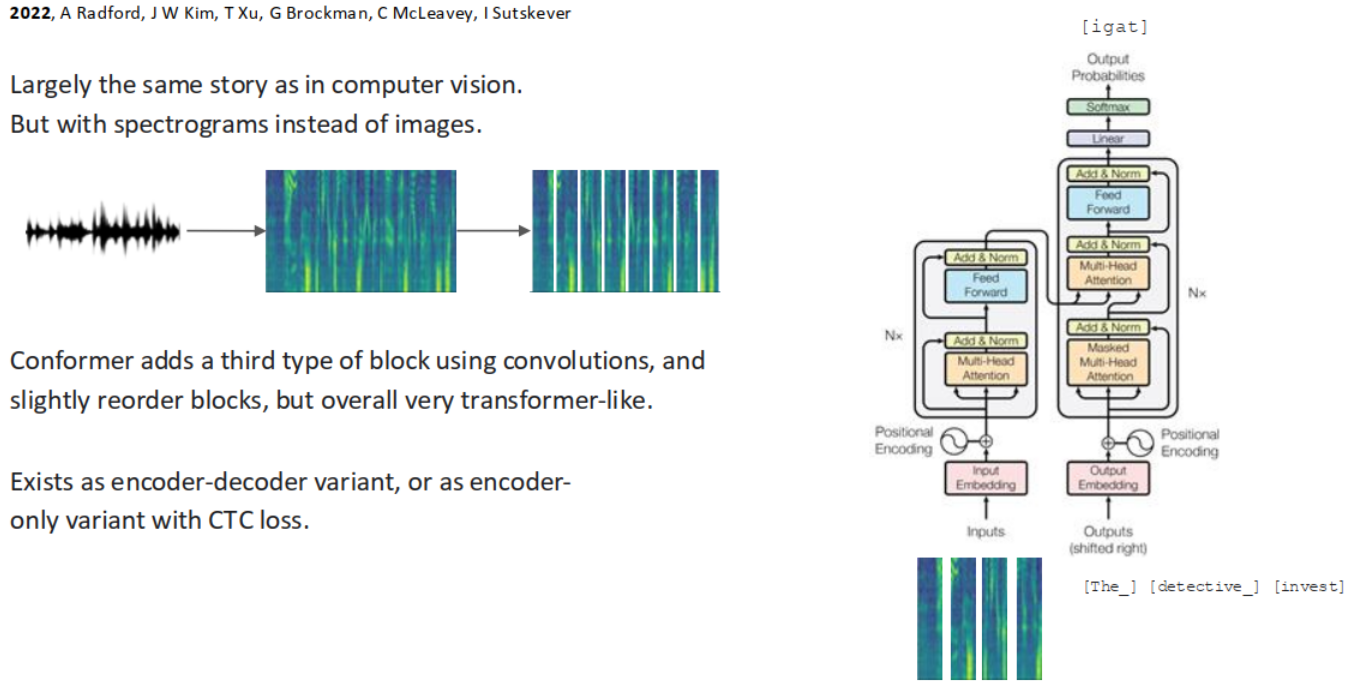 2022, A Radford, J W Kim, T Xu, G Brockman, C McLeavey, I Sutskever
Largely the same story as in computer vision.
But with spectrograms instead of images.
Conformer adds a third type of block using convolutions, and
slightly reorder blocks, but overall very transformer-like.
Exists as encoder-decoder variant, or as encoder-
only variant with CTC loss.
[igat]
Output
Probabilities
Softmax
Linear
Add & Norm
Feed
Forward
Add & Norm
Multi-Head
Attention
Nx
Add & Norm
Masked
Multi-Head
Attention
Add & Norm
Feed
Forward
Nx
Add & Norm
Multi-Head
Attention
Positional
Encoding
Positional
Encoding
Input
Embedding
Output
Embedding
Inputs
Outputs
(shifted right)
[The_] [detective_] [invest]